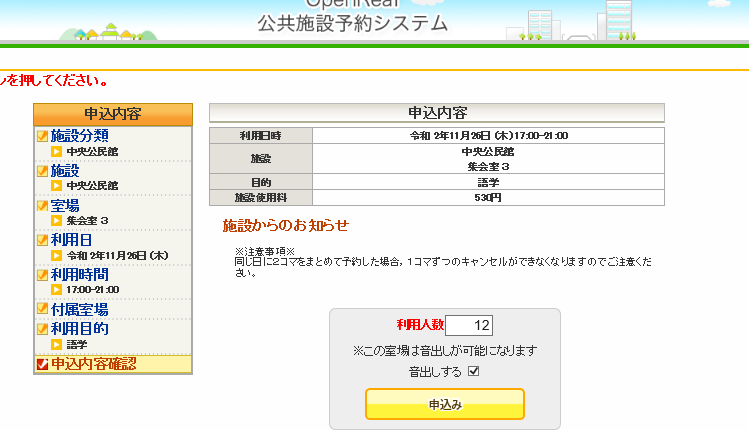 OpenReaf
公共施設予約システム
ンを押してください。
申込内容
施設分類
中央公民館
施設
中央公民館
室場
集会室３
利用日
令和 2年11月26日 (木)
利用時間
17:00~21:00
付属室場
利用目的
語学
申込内容確認
申込内容
利用日時 令和 2年11月26日 (木) 17:00~21:00
施設 中央公民館
集会室３
目的 語学
施設使用料 530円
施設からのお知らせ
※注意事項※
同じ日に2コマをまとめて予約した場合、1コマずつのキャンセルができなくなりますのでご注意くだ
さい。
利用人数 12
※この室場は音出しが可能になります
音出しする
申込み